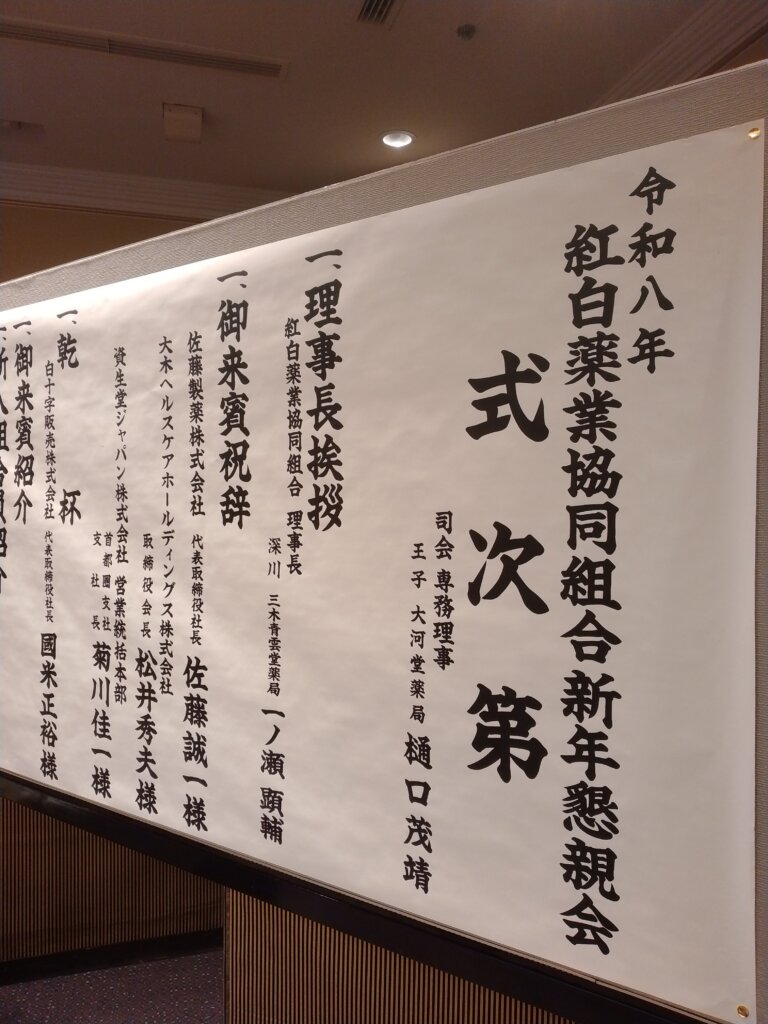 令和八年
紅白薬業協同組合新年懇親会
式次第
司会 専務理事
王子 大河堂薬局 樋口茂靖
一、理事長挨拶
紅白薬業協同組合 理事長
深川 三木青雲堂薬局 一ノ瀬 顕輔
一、御来賓祝辞
佐藤製薬株式会社 代表取締役社長 佐藤誠一様
大木ヘルスケアホールディングス株式会社
取締役会長 松井秀夫様
資生堂ジャパン株式会社 営業統括本部
首都圏支社
支社長 菊川佳一様
一、乾杯
白十字販売株式会社 代表取締役社長 國米正裕様
一、御来賓紹介